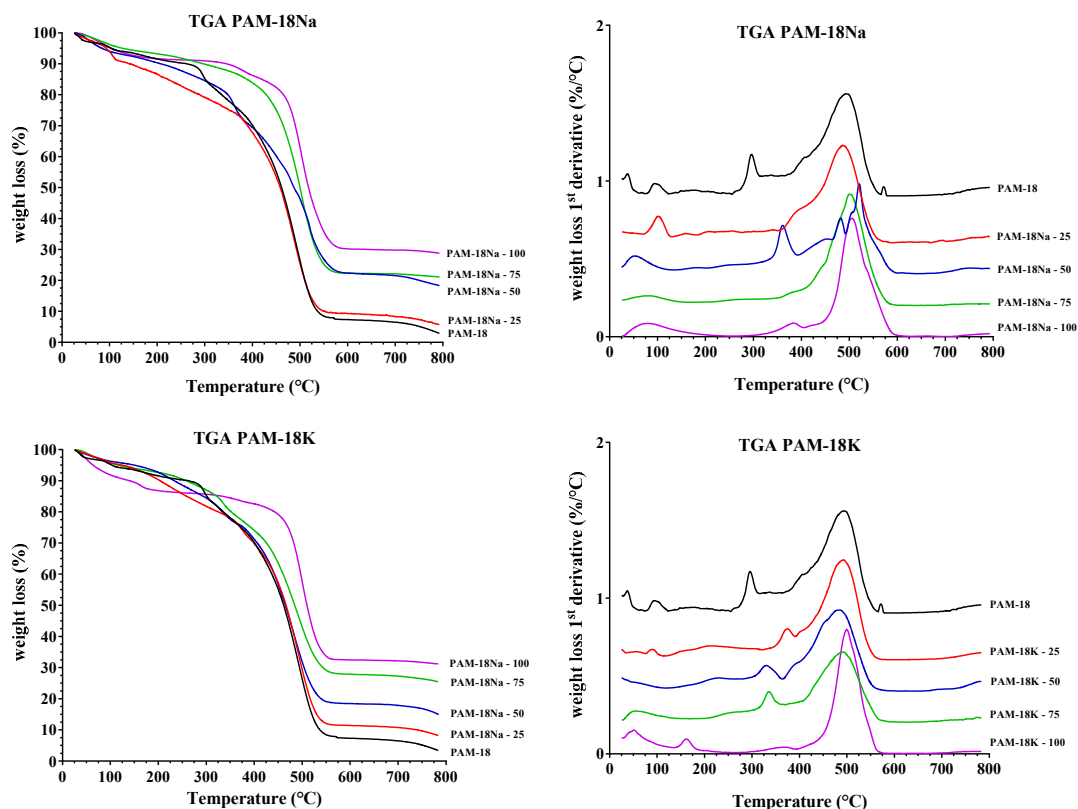 TGA PAM-18Na
weight loss (%)
100
90
80
70
60
50
40
30
20
10
0
0 100 200 300 400 500 600 700 800
Temperature (°C)
PAM-18Na - 100
PAM-18Na - 75
PAM-18Na - 50
PAM-18Na - 25
PAM-18
TGA PAM-18Na
weight loss 1st derivative (%/°C)
2
1
0
0 100 200 300 400 500 600 700 800
Temperature (°C)
PAM-18
PAM-18Na - 25
PAM-18Na - 50
PAM-18Na - 75
PAM-18Na - 100
TGA PAM-18K
weight loss (%)
100
90
80
70
60
50
40
30
20
10
0
0 100 200 300 400 500 600 700 800
Temperature (°C)
PAM-18Na - 100
PAM-18Na - 75
PAM-18Na - 50
PAM-18Na - 25
PAM-18
TGA PAM-18K
weight loss 1st derivative (%/°C)
2
1
0
0 100 200 300 400 500 600 700 800
Temperature (°C)
PAM-18
PAM-18K - 25
PAM-18K - 50
PAM-18K - 75
PAM-18K - 100